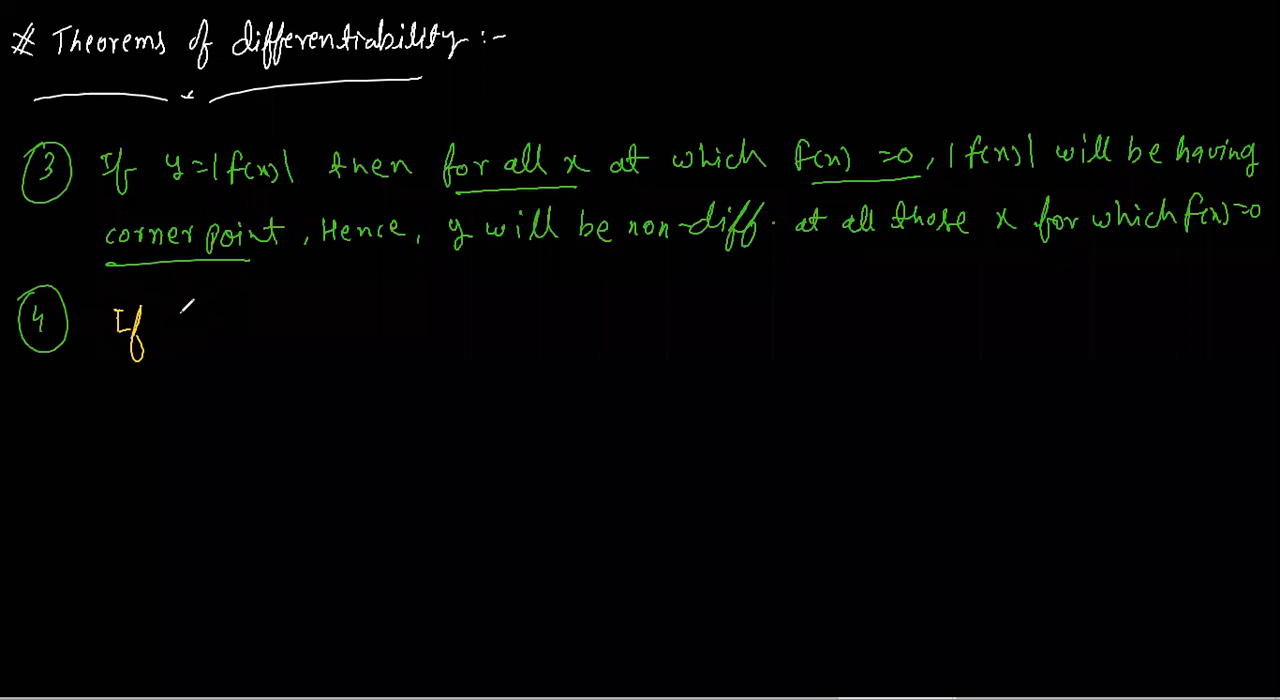 # Theorems of differentiability :-
③ If y=|f(x)| then for all x at which f(x) =0, |f(x)| will be having
corner point, Hence, y will be non-diff. at all those x for which f(x)=0
④ If